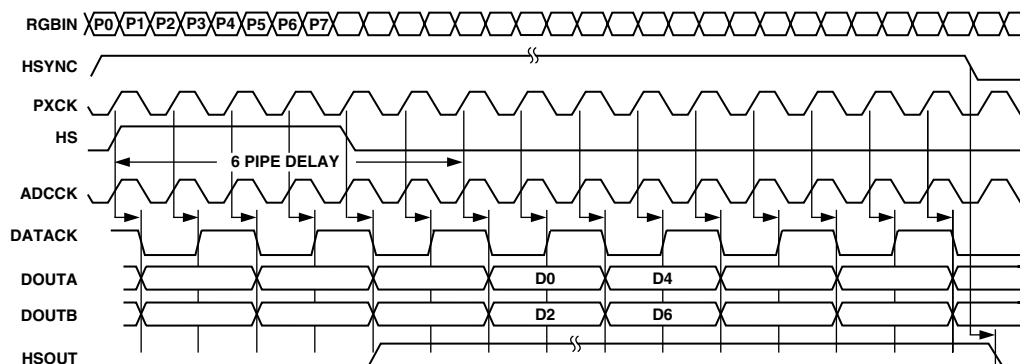 RGBIN P0 P1 P2 P3 P4 P5 P6 P7
HSYNC
PXCK
HS
6 PIPE DELAY
ADCCK
DATACK
DOUTA D0 D4
DOUTB D2 D6
HSOUT